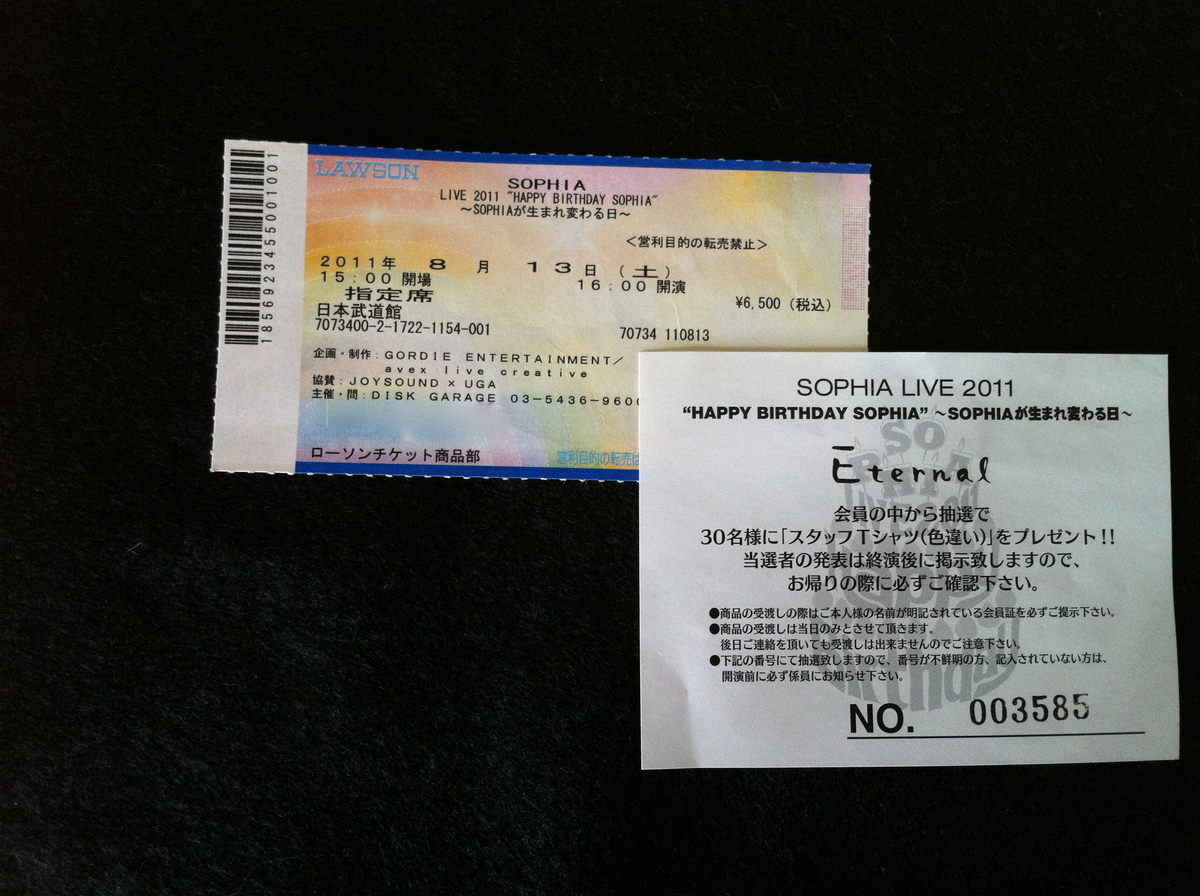 LAWSON
SOPHIA
LIVE 2011 "HAPPY BIRTHDAY SOPHIA"
～SOPHIAが生まれ変わる日～
＜営利目的の転売禁止＞
2011年 8 月 13日 (土)
15:00 開場 16:00 開演
指定席
¥6,500 (税込)
日本武道館
7073400-2-1722-1154-001 70734 110813
企画・制作:GORDIE ENTERTAINMENT/
avex live creative
協賛:JOYSOUND×UGA
主催・問:DISK GARAGE 03-5436-9600
ローソンチケット商品部 営利目的の転売は
185692345500100​1
SOPHIA LIVE 2011
“HAPPY BIRTHDAY SOPHIA” ～SOPHIAが生まれ変わる日～
Eternal
会員の中から抽選で
30名様に「スタッフTシャツ(色違い)」をプレゼント!!
当選者の発表は終演後に掲示致しますので、
お帰りの際に必ずご確認下さい。
●商品の受渡しの際はご本人様の名前が明記されている会員証を必ずご提示下さい。
●商品の受渡しは当日のみとさせて頂きます。
後日ご連絡を頂いても受渡しは出来ませんのでご注意下さい。
●下記の番号にて抽選致しますので、番号が不鮮明の方、記入されていない方は、
開演前に必ず係員にお知らせ下さい。
NO. 003585